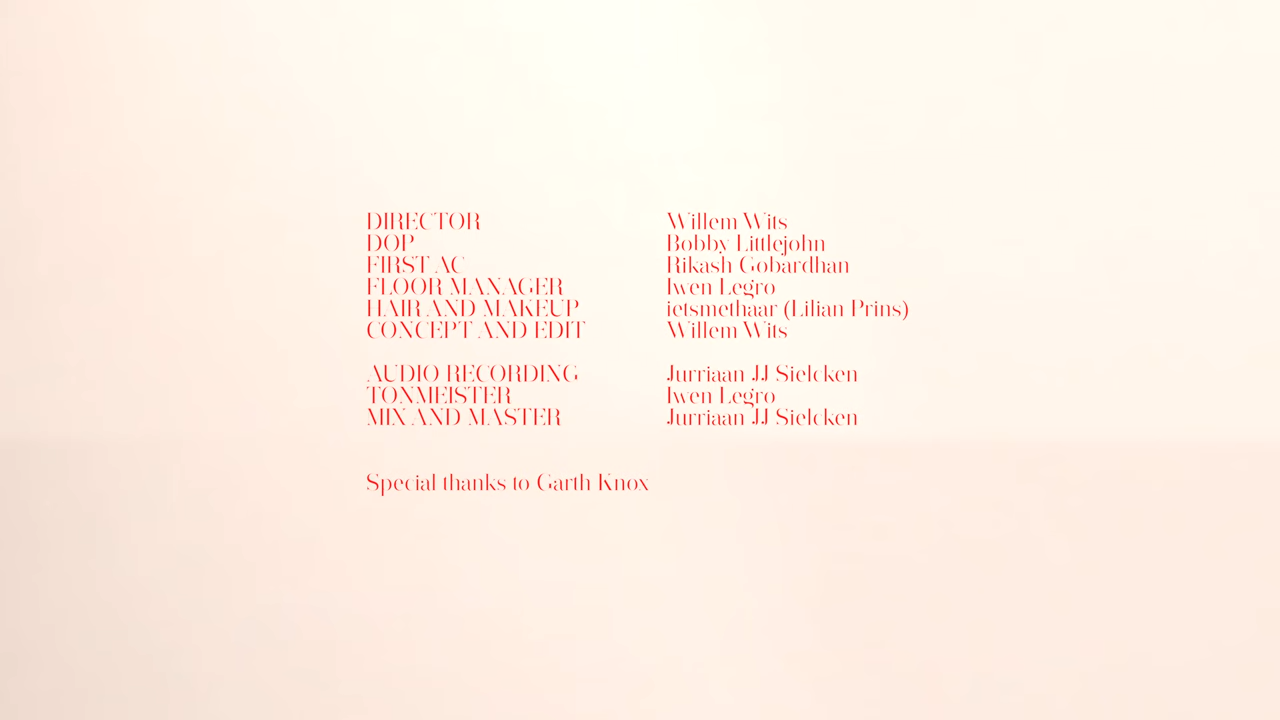 DIRECTOR Willem Wits
DOP Bobby Littlejohn
FIRST AC Rikash Gobardhan
FLOOR MANAGER Iwen Legro
HAIR AND MAKEUP ietsmethaar (Lilian Prins)
CONCEPT AND EDIT Willem Wits
AUDIO RECORDING Jurriaan JJ Sielcken
TONMEISTER Iwen Legro
MIX AND MASTER Jurriaan JJ Sielcken
Special thanks to Garth Knox